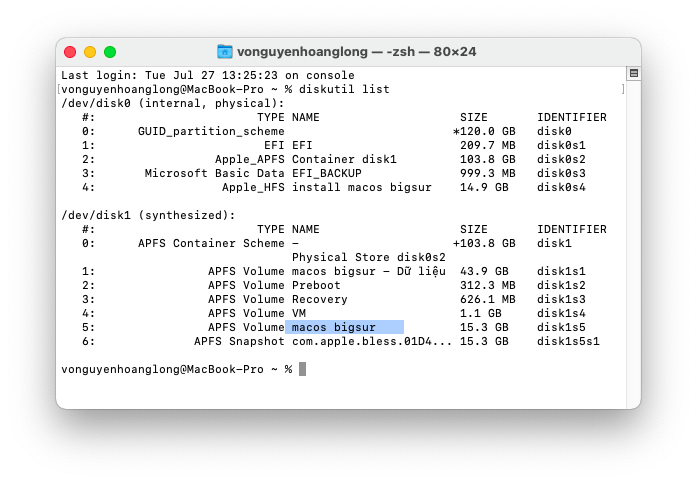 vonguyenhoanglong — -zsh — 80×24
Last login: Tue Jul 27 13:25:23 on console
[vonguyenhoanglong@MacBook-Pro ~ % diskutil list ]
/dev/disk0 (internal, physical):
#: TYPE NAME SIZE IDENTIFIER
0: GUID_partition_scheme *120.0 GB disk0
1: EFI EFI 209.7 MB disk0s1
2: Apple_APFS Container disk1 103.8 GB disk0s2
3: Microsoft Basic Data EFI_BACKUP 999.3 MB disk0s3
4: Apple_HFS install macos bigsur 14.9 GB disk0s4
/dev/disk1 (synthesized):
#: TYPE NAME SIZE IDENTIFIER
0: APFS Container Scheme - +103.8 GB disk1
Physical Store disk0s2
1: APFS Volume macos bigsur - Dữ liệu 43.9 GB disk1s1
2: APFS Volume Preboot 312.3 MB disk1s2
3: APFS Volume Recovery 626.1 MB disk1s3
4: APFS Volume VM 1.1 GB disk1s4
5: APFS Volume macos bigsur 15.3 GB disk1s5
6: APFS Snapshot com.apple.bless.01D4... 15.3 GB disk1s5s1
vonguyenhoanglong@MacBook-Pro ~ %